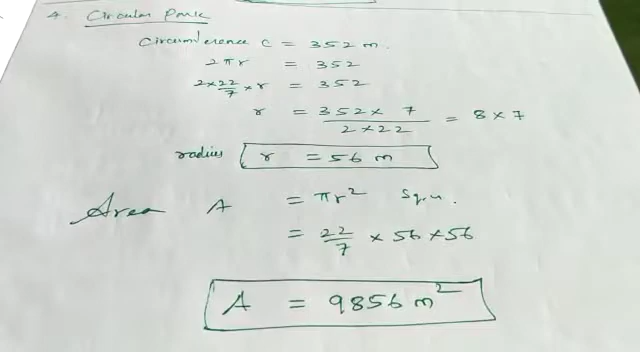 4. Circular Park
Circumference C = 352 m.
2πr = 352
2 × 22/7 × r = 352
r = 352 × 7 / 2 × 22 = 8 × 7
radius r = 56 m
Area A = πr² Sq.u.
= 22/7 × 56 × 56
A = 9856 m²